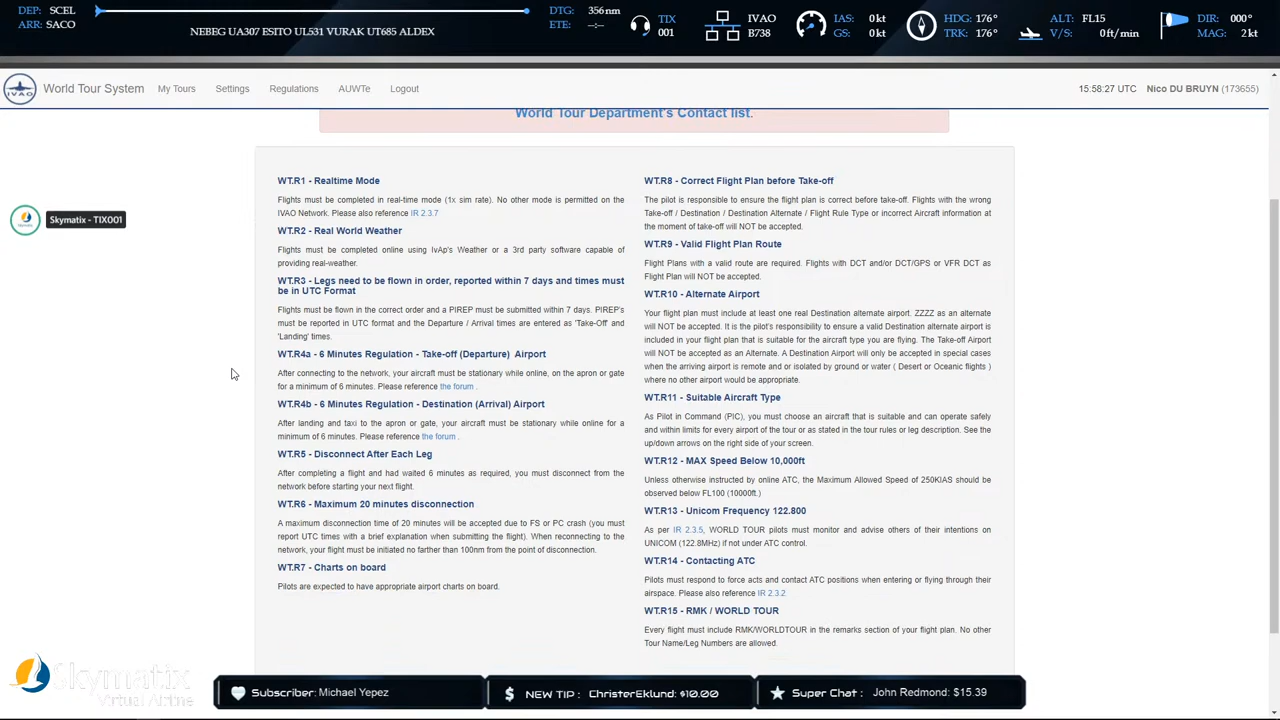 DEP: SCEL
ARR: SACO
NEBEG UA307 ESITO UL531 VURAK UT685 ALDEX
DTG: 356 nm
ETE: --:--
TIX
001
IVAO
B738
IAS: 0 kt
GS: 0 kt
HDG: 176°
TRK: 176°
ALT: FL15
V/S: 0 ft/min
DIR: 000°
MAG: 2 kt
IVAO
World Tour System
My Tours
Settings
Regulations
AUWTe
Logout
15:58:27 UTC
Nico DU BRUYN (173655)
World Tour Department's Contact list.
Skymatix - TIX001
WT.R1 - Realtime Mode
Flights must be completed in real-time mode (1x sim rate). No other mode is permitted on the
IVAO Network. Please also reference IR 2.3.7
WT.R2 - Real World Weather
Flights must be completed online using IvAp's Weather or a 3rd party software capable of
providing real-weather.
WT.R3 - Legs need to be flown in order, reported within 7 days and times must
be in UTC Format
Flights must be flown in the correct order and a PIREP must be submitted within 7 days. PIREP's
must be reported in UTC format and the Departure / Arrival times are entered as 'Take-Off' and
'Landing' times.
WT.R4a - 6 Minutes Regulation - Take-off (Departure) Airport
After connecting to the network, your aircraft must be stationary while online, on the apron or gate
for a minimum of 6 minutes. Please reference the forum .
WT.R4b - 6 Minutes Regulation - Destination (Arrival) Airport
After landing and taxi to the apron or gate, your aircraft must be stationary while online for a
minimum of 6 minutes. Please reference the forum .
WT.R5 - Disconnect After Each Leg
After completing a flight and had waited 6 minutes as required, you must disconnect from the
network before starting your next flight.
WT.R6 - Maximum 20 minutes disconnection
A maximum disconnection time of 20 minutes will be accepted due to FS or PC crash (you must
report UTC times with a brief explanation when submitting the flight). When reconnecting to the
network, your flight must be initiated no farther than 100nm from the point of disconnection.
WT.R7 - Charts on board
Pilots are expected to have appropriate airport charts on board.
WT.R8 - Correct Flight Plan before Take-off
The pilot is responsible to ensure the flight plan is correct before take-off. Flights with the wrong
Take-off / Destination / Destination Alternate / Flight Rule Type or incorrect Aircraft information at
the moment of take-off will NOT be accepted.
WT.R9 - Valid Flight Plan Route
Flight Plans with a valid route are required. Flights with DCT and/or DCT/GPS or VFR DCT as
Flight Plan will NOT be accepted.
WT.R10 - Alternate Airport
Your flight plan must include at least one real Destination alternate airport. ZZZZ as an alternate
will NOT be accepted. It is the pilot's responsibility to ensure a valid Destination alternate airport is
included in your flight plan that is suitable for the aircraft type you are flying. The Take-off Airport
will NOT be accepted as an Alternate. A Destination Airport will only be accepted in special cases
when the arriving airport is remote and or isolated by ground or water ( Desert or Oceanic flights )
where no other airport would be appropriate.
WT.R11 - Suitable Aircraft Type
As Pilot in Command (PIC), you must choose an aircraft that is suitable and can operate safely
and within limits for every airport of the tour or as stated in the tour rules or leg description. See the
up/down arrows on the right side of your screen.
WT.R12 - MAX Speed Below 10,000ft
Unless otherwise instructed by online ATC, the Maximum Allowed Speed of 250KIAS should be
observed below FL100 (10000ft.)
WT.R13 - Unicom Frequency 122.800
As per IR 2.3.5, WORLD TOUR pilots must monitor and advise others of their intentions on
UNICOM (122.8MHz) if not under ATC control.
WT.R14 - Contacting ATC
Pilots must respond to force acts and contact ATC positions when entering or flying through their
airspace. Please also reference IR 2.3.2.
WT.R15 - RMK / WORLD TOUR
Every flight must include RMK/WORLDTOUR in the remarks section of your flight plan. No other
Tour Name/Leg Numbers are allowed.
Skymatix
Virtual Airline
Subscriber: Michael Yepez
NEW TIP : ChristerEklund: $10.00
Super Chat : John Redmond: $15.39